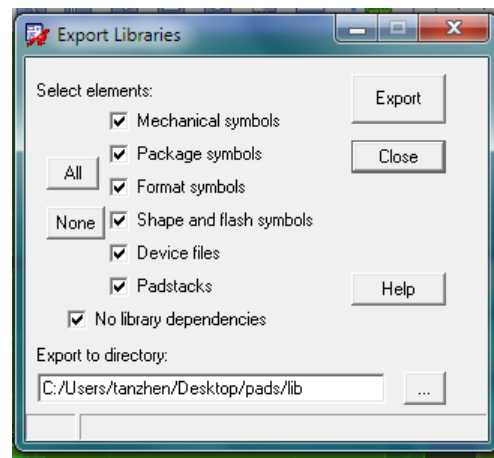 Export Libraries
Select elements:
Export
Mechanical symbols
Package symbols
Close
All
Format symbols
None
Shape and flash symbols
Device files
Padstacks
Help
No library dependencies
Export to directory:
C:/Users/tanzhen/Desktop/pads/lib
...